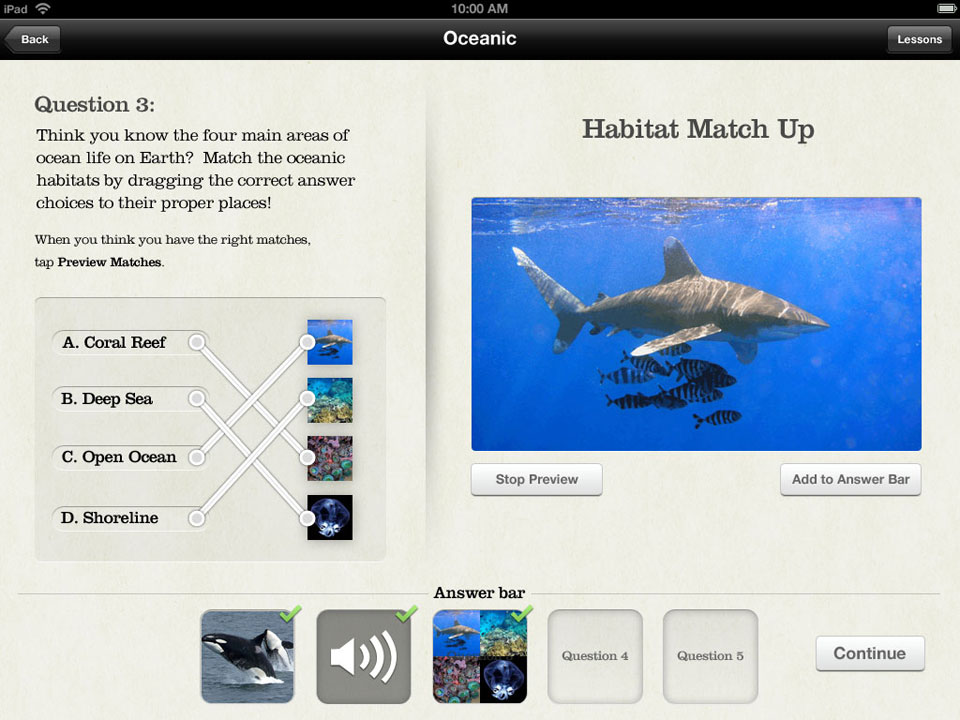 iPad
10:00 AM
Back
Oceanic
Lessons
Question 3:
Think you know the four main areas of
ocean life on Earth? Match the oceanic
habitats by dragging the correct answer
choices to their proper places!
When you think you have the right matches,
tap Preview Matches.
A. Coral Reef
B. Deep Sea
C. Open Ocean
D. Shoreline
Habitat Match Up
Stop Preview
Add to Answer Bar
Answer bar
Question 4
Question 5
Continue